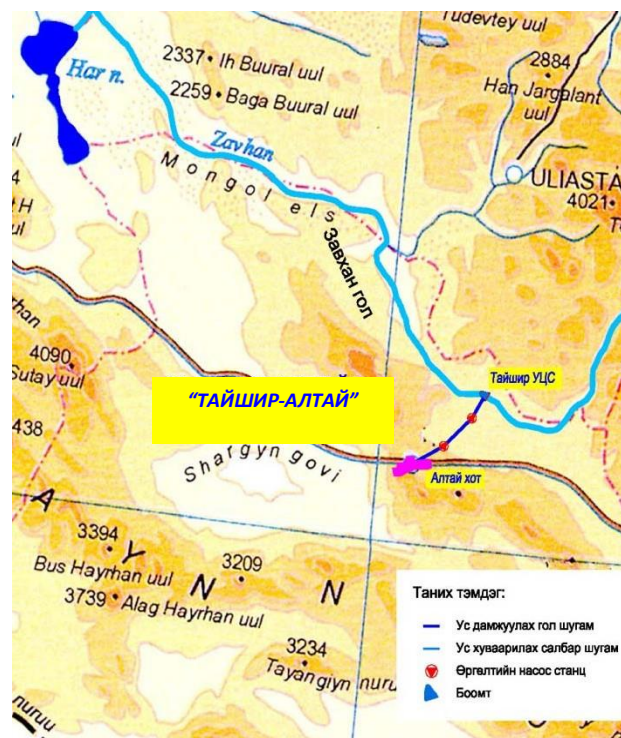 Tudevtey uul
2337 • Ih Buural uul
2884
Har n.
2259 • Baga Buural uul
Han Jargalant
uul
Zavhan
ULIASTA
4021
Mongol els
Завхан гол
4090
Sutay uul
Тайшир УЦС
"ТАЙШИР-АЛТАЙ"
438
Shargyn govi
Алтай хот
A Y N N
3394
3209
Bus Hayrhan uul
3739 • Alag Hayrhan uul
3234
Tayangiyn nuruu
nuruu
Таних тэмдэг:
Ус дамжуулах гол шугам
Ус хуваарилах салбар шугам
Өргөлтийн насос станц
Боомт